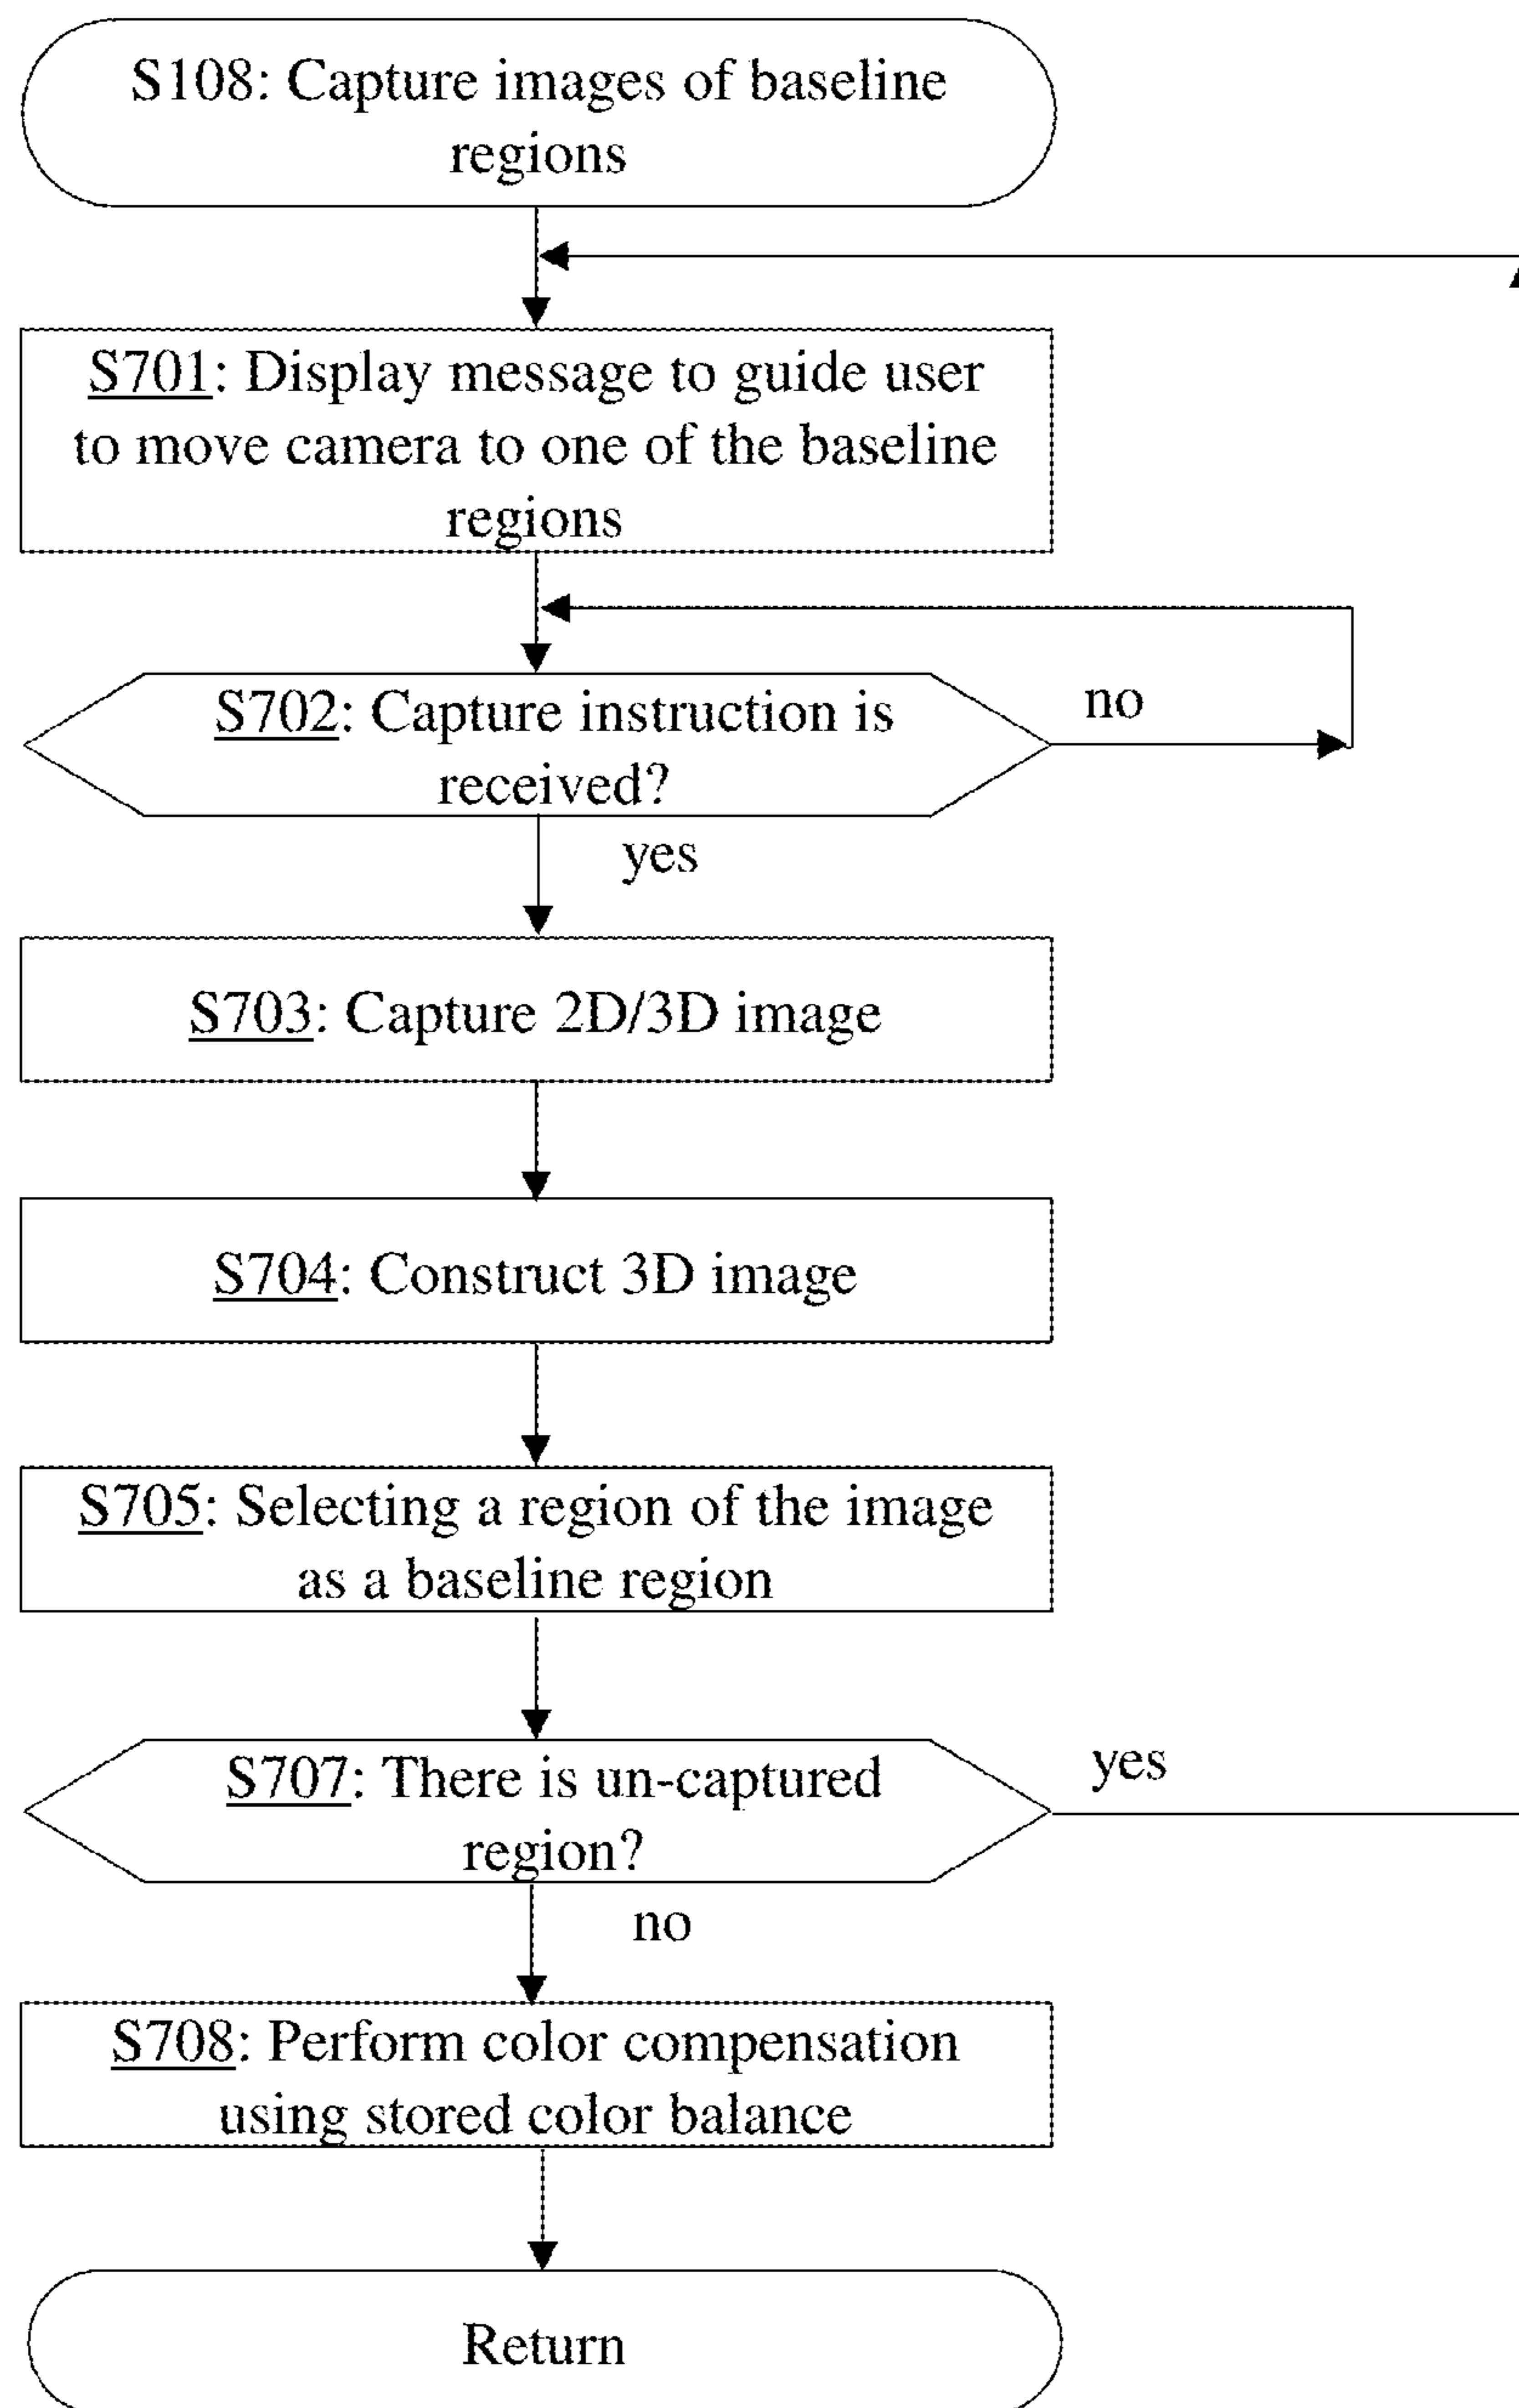 S108: Capture images of baseline
regions
S701: Display message to guide user
to move camera to one of the baseline
regions
S702: Capture instruction is
received?
no
yes
S703: Capture 2D/3D image
S704: Construct 3D image
S705: Selecting a region of the image
as a baseline region
S707: There is un-captured
region?
yes
no
S708: Perform color compensation
using stored color balance
Return